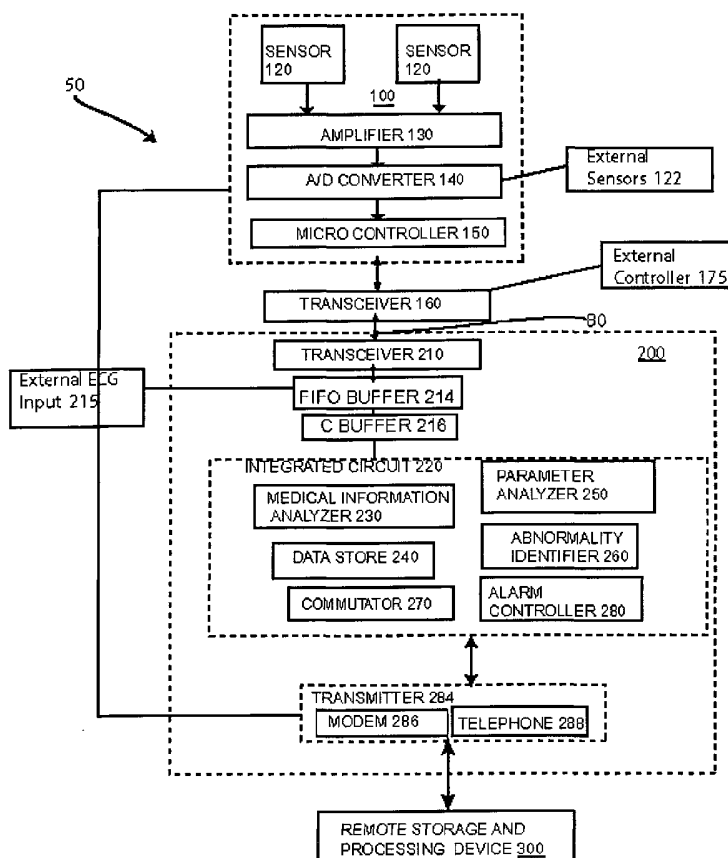 SENSOR
120
SENSOR
120
50
100
AMPLIFIER 130
A/D CONVERTER 140
External
Sensors 122
MICRO CONTROLLER 150
External
Controller 175
TRANSCEIVER 160
80
TRANSCEIVER 210
200
External ECG
Input 215
FIFO BUFFER 214
C BUFFER 216
INTEGRATED CIRCUIT 220
MEDICAL INFORMATION
ANALYZER 230
PARAMETER
ANALYZER 250
DATA STORE 240
ABNORMALITY
IDENTIFIER 260
COMMUTATOR 270
ALARM
CONTROLLER 280
TRANSMITTER 284
MODEM 286
TELEPHONE 288
REMOTE STORAGE AND
PROCESSING DEVICE 300